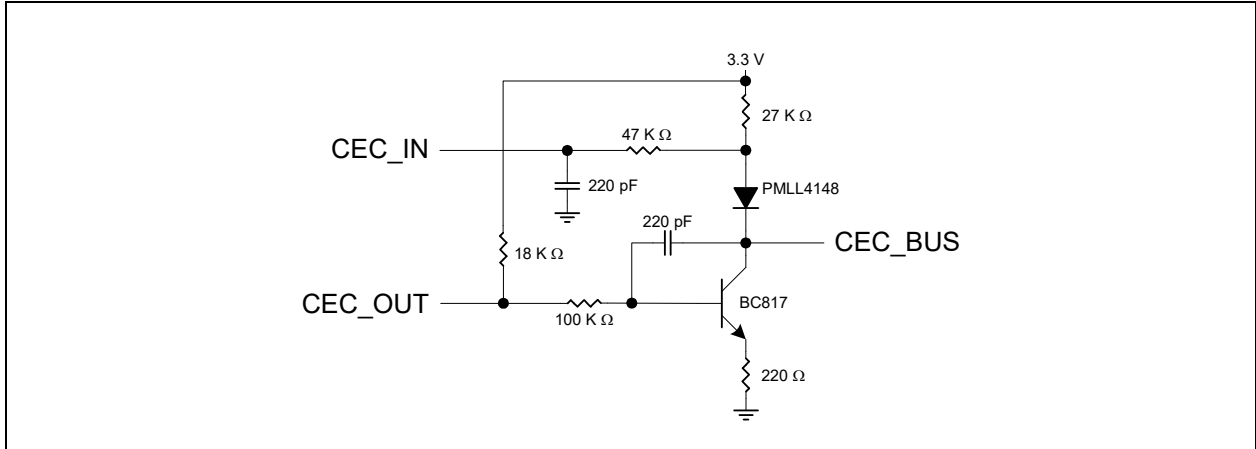 3.3 V
27 K Ω
47 K Ω
CEC_IN
220 pF
PMLL4148
220 pF
CEC_BUS
18 K Ω
CEC_OUT
100 K Ω
BC817
220 Ω